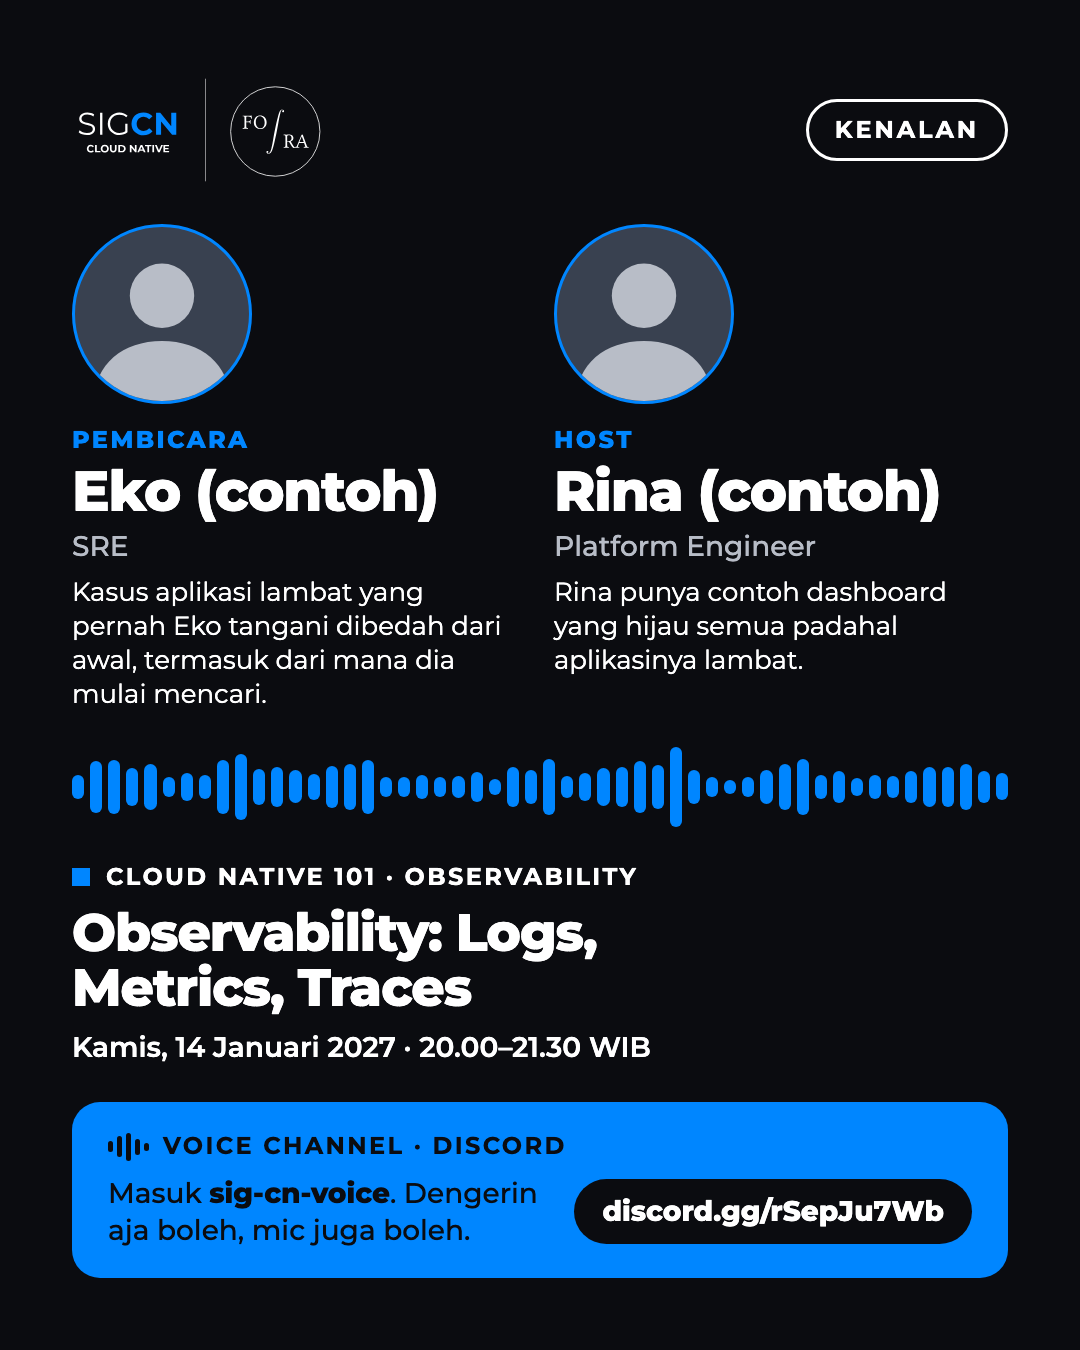 SIGCN
CLOUD NATIVE
FO
RA
KENALAN
PEMBICARA
Eko (contoh)
SRE
Kasus aplikasi lambat yang
pernah Eko tangani dibedah dari
awal, termasuk dari mana dia
mulai mencari.
HOST
Rina (contoh)
Platform Engineer
Rina punya contoh dashboard
yang hijau semua padahal
aplikasinya lambat.
CLOUD NATIVE 101 · OBSERVABILITY
Observability: Logs,
Metrics, Traces
Kamis, 14 Januari 2027 · 20.00–21.30 WIB
VOICE CHANNEL · DISCORD
Masuk sig-cn-voice. Dengerin
aja boleh, mic juga boleh.
discord.gg/rSepJu7Wb